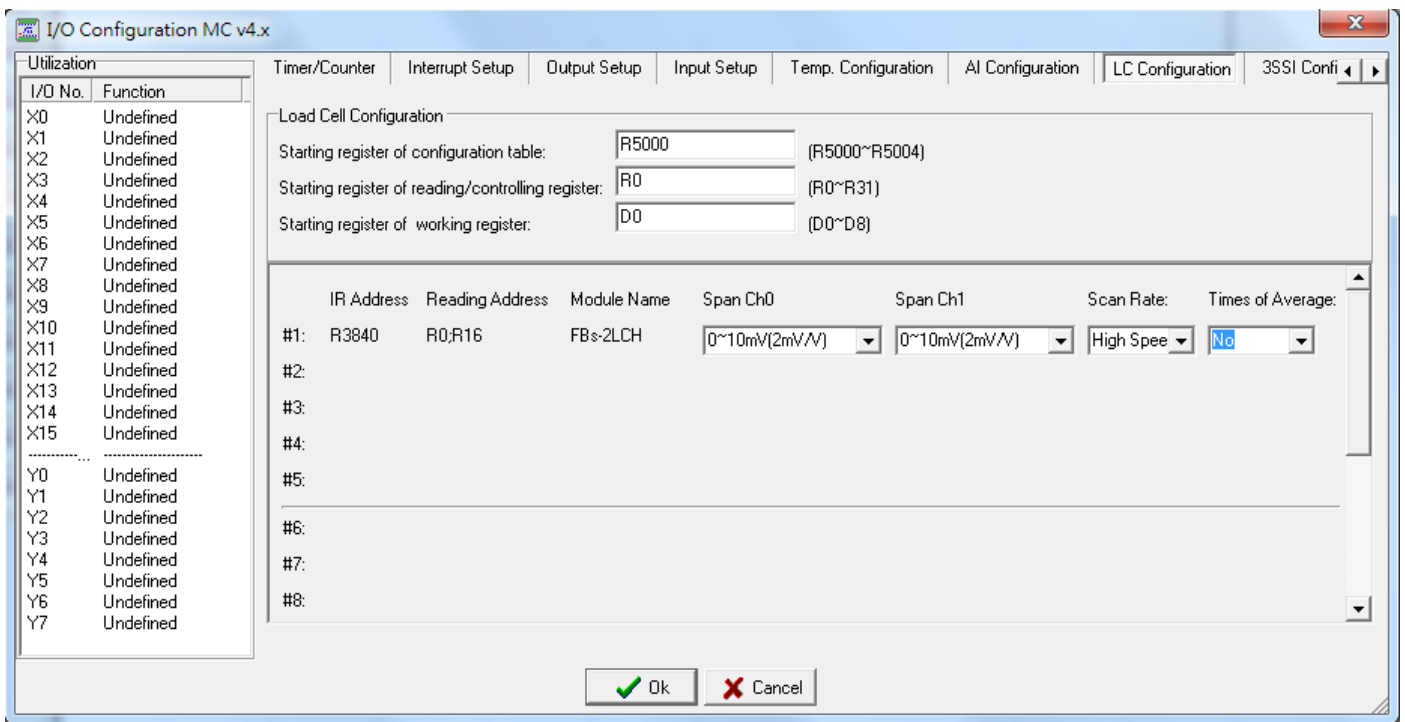 I/O Configuration MC v4.x
Utilization
I/O No. Function
X0 Undefined
X1 Undefined
X2 Undefined
X3 Undefined
X4 Undefined
X5 Undefined
X6 Undefined
X7 Undefined
X8 Undefined
X9 Undefined
X10 Undefined
X11 Undefined
X12 Undefined
X13 Undefined
X14 Undefined
X15 Undefined
-----------... ----------------------
Y0 Undefined
Y1 Undefined
Y2 Undefined
Y3 Undefined
Y4 Undefined
Y5 Undefined
Y6 Undefined
Y7 Undefined
Timer/Counter Interrupt Setup Output Setup Input Setup Temp. Configuration AI Configuration LC Configuration 3SSI Confi
Load Cell Configuration
Starting register of configuration table: R5000 (R5000~R5004)
Starting register of reading/controlling register: R0 (R0~R31)
Starting register of working register: D0 (D0~D8)
IR Address Reading Address Module Name Span Ch0 Span Ch1 Scan Rate: Times of Average:
#1: R3840 R0;R16 FBs-2LCH 0~10mV(2mV/V) 0~10mV(2mV/V) High Spee No
#2:
#3:
#4:
#5:
#6:
#7:
#8:
Ok Cancel